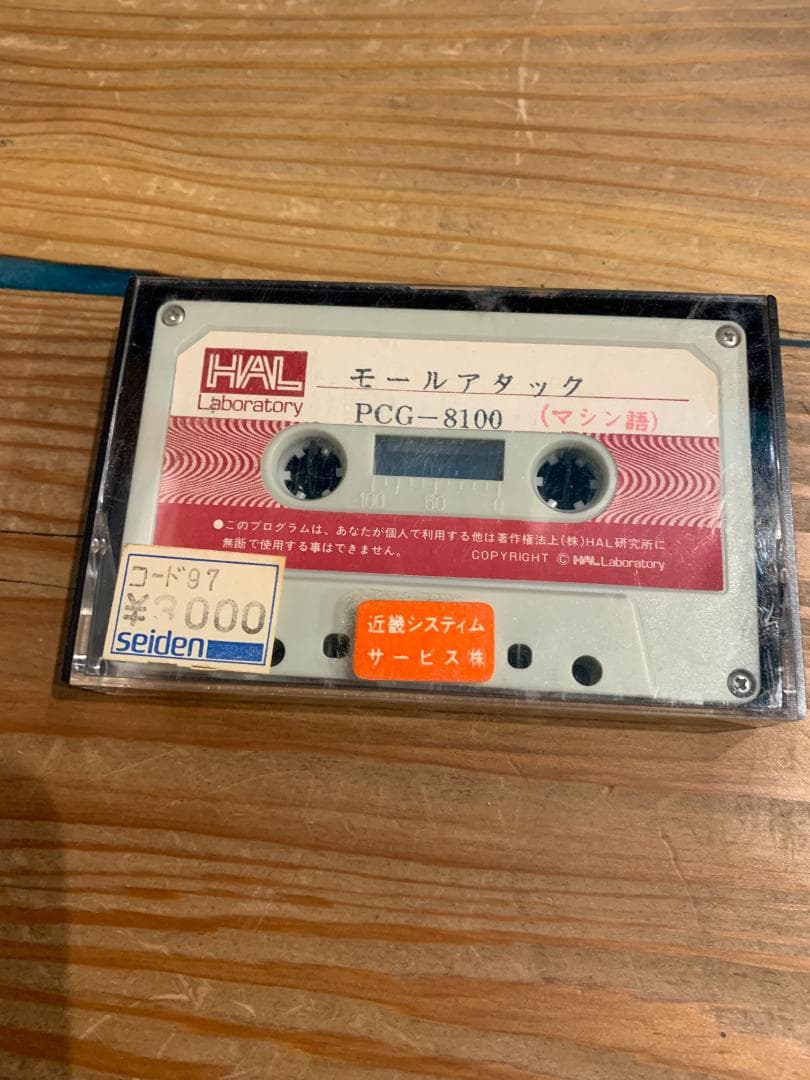 HAL
Laboratory
モールアタック
PCG-8100 (マシン語)
-100 50 0
●このプログラムは、あなたが個人で利用する他は著作権法上(株)HAL研究所に
無断で使用する事はできません。 COPYRIGHT © HAL Laboratory
コード97
¥3000
seiden
近畿システィム
サービス㈱